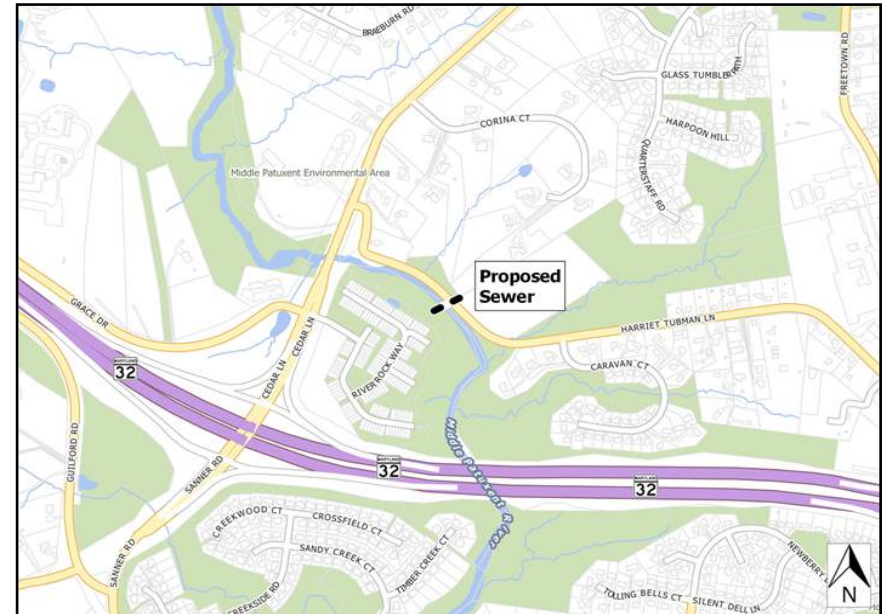 BRAEBURN RD
GLASS TUMBLER PATH
FREETOWN RD
CORINA CT
HARPOON HILL
QUARTERSTAFF RD
Middle Patuxent Environmental Area
Proposed
Sewer
GRACE DR
CEDAR LN
CEDAR LN
HARRIET TUMBAN LN
CARAVAN CT
RIVER ROCK WAY
MARYLAND
32
GUILFORD RD
SANNER RD
MARYLAND
32
MARYLAND
32
Middle Patuxent River
CREEKWOOD CT
CROSSFIELD CT
SANDY CREEK CT
TIMBER CREEK CT
SANNER RD
CREEKSIDE RD
TOLLING BELLS CT
SILENT DELL LN
NEWBERRY
N